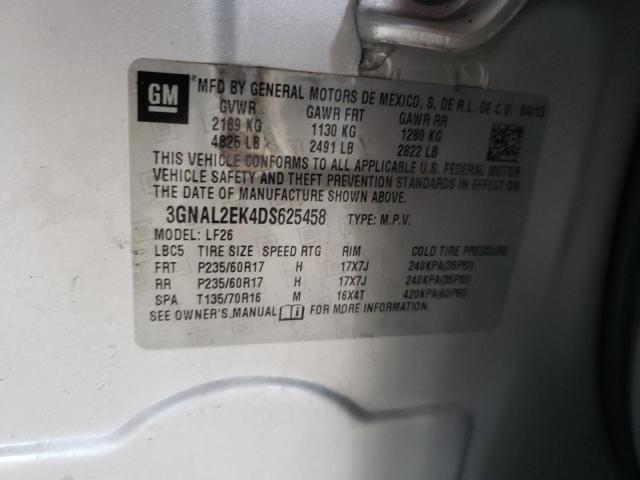 GM
*MFD BY GENERAL MOTORS DE MEXICO, S. DE R.L. DE C.V. 04/13
GVWR GAWR FRT GAWR RR
2189 KG 1130 KG 1280 KG
4825 LB 2491 LB 2822 LB
THIS VEHICLE CONFORMS TO ALL APPLICABLE U.S. FEDERAL MOTOR
VEHICLE SAFETY AND THEFT PREVENTION STANDARDS IN EFFECT ON
THE DATE OF MANUFACTURE SHOWN ABOVE.
3GNAL2EK4DS625458 TYPE: M.P.V.
MODEL: LF26
LBC5 TIRE SIZE SPEED RTG RIM COLD TIRE PRESSURE
FRT P235/60R17 H 17X7J 240KPA(35PSI)
RR P235/60R17 H 17X7J 240KPA(35PSI)
SPA T135/70R16 M 16X4T 420KPA(60PSI)
SEE OWNER'S MANUAL FOR MORE INFORMATION.